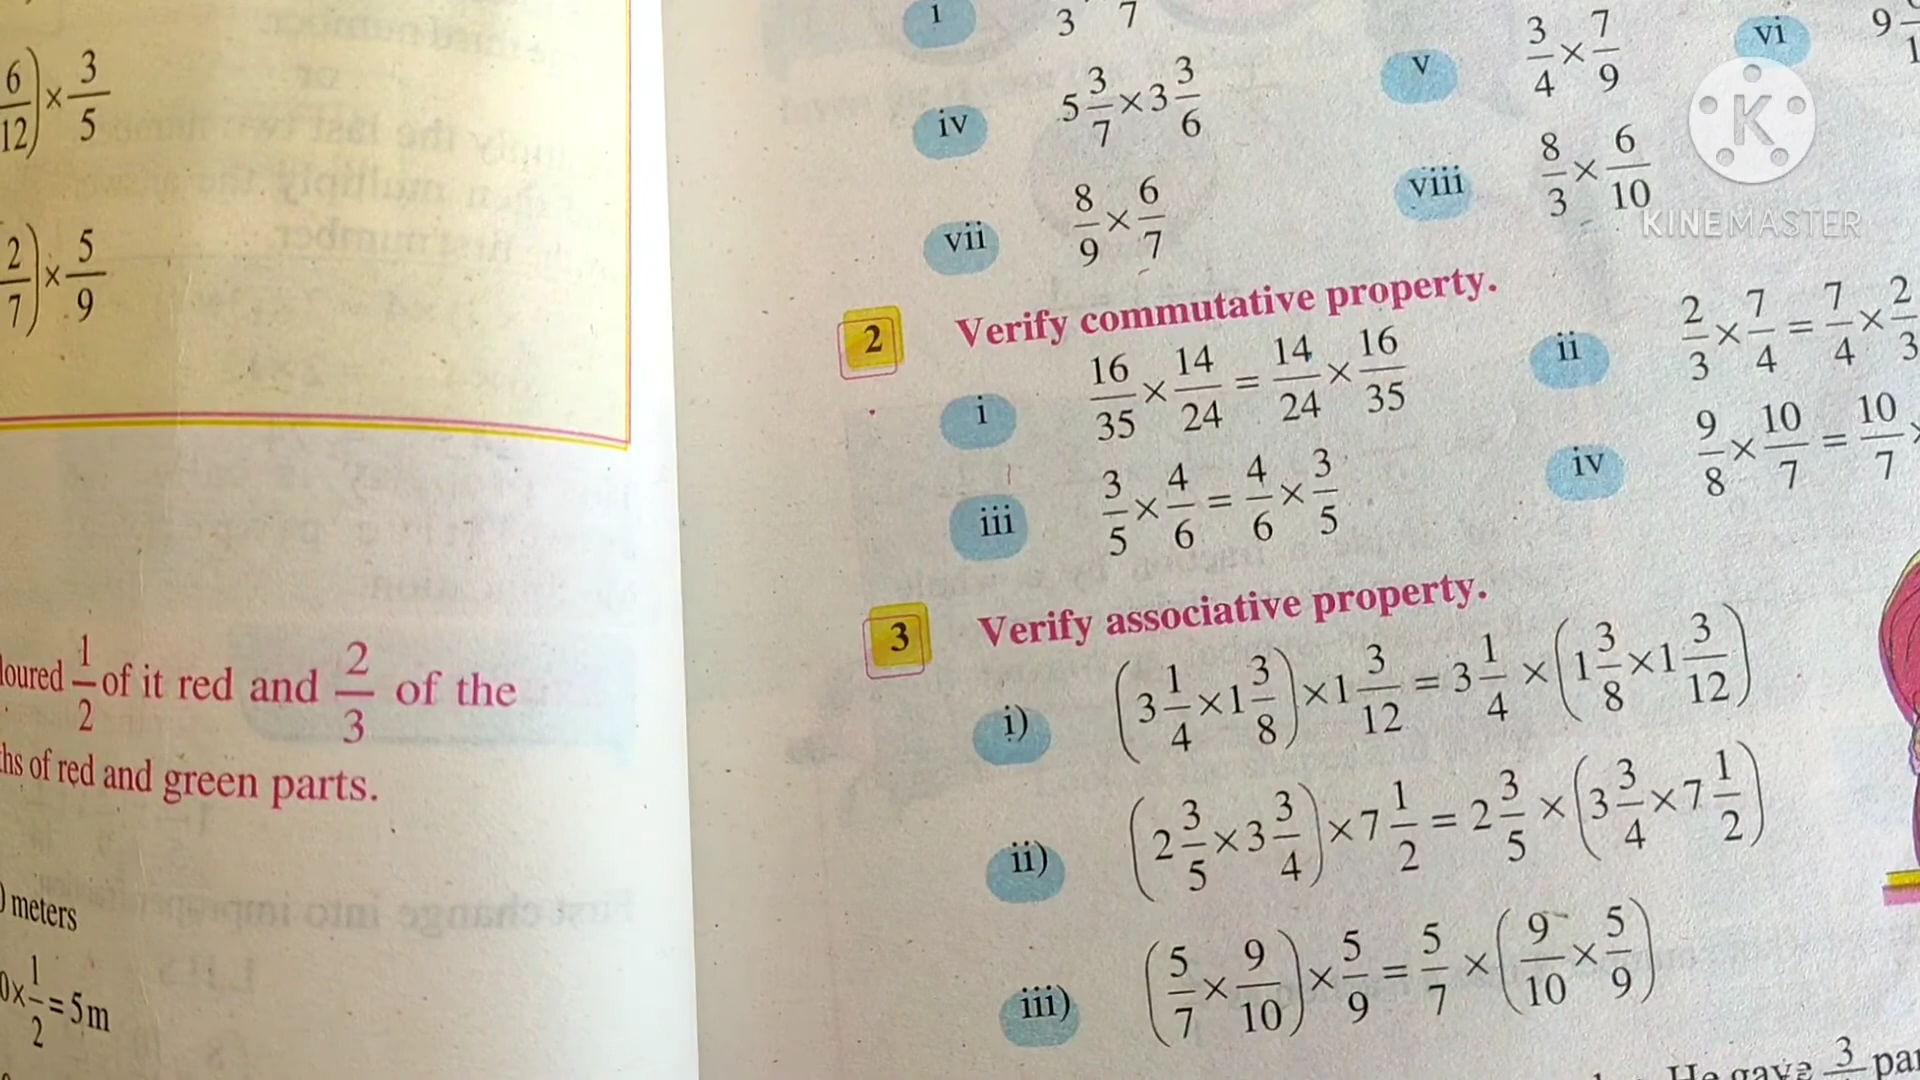 6/12) × 3/5
2/7) × 5/9
loured 1/2 of it red and 2/3 of the
hs of red and green parts.
meters
0 × 1/2 = 5m
i 3 7
iv 5 3/7 × 3 3/6
v 3/4 × 7/9
vi 9
vii 8/9 × 6/7
viii 8/3 × 6/10
K
KINEMASTER
2 Verify commutative property.
i 16/35 × 14/24 = 14/24 × 16/35
ii 2/3 × 7/4 = 7/4 × 2/3
iii 3/5 × 4/6 = 4/6 × 3/5
iv 9/8 × 10/7 = 10/7 ×
3 Verify associative property.
i) (3 1/4 × 1 3/8) × 1 3/12 = 3 1/4 × (1 3/8 × 1 3/12)
ii) (2 3/5 × 3 3/4) × 7 1/2 = 2 3/5 × (3 3/4 × 7 1/2)
iii) (5/7 × 9/10) × 5/9 = 5/7 × (9/10 × 5/9)
He gave 3 par